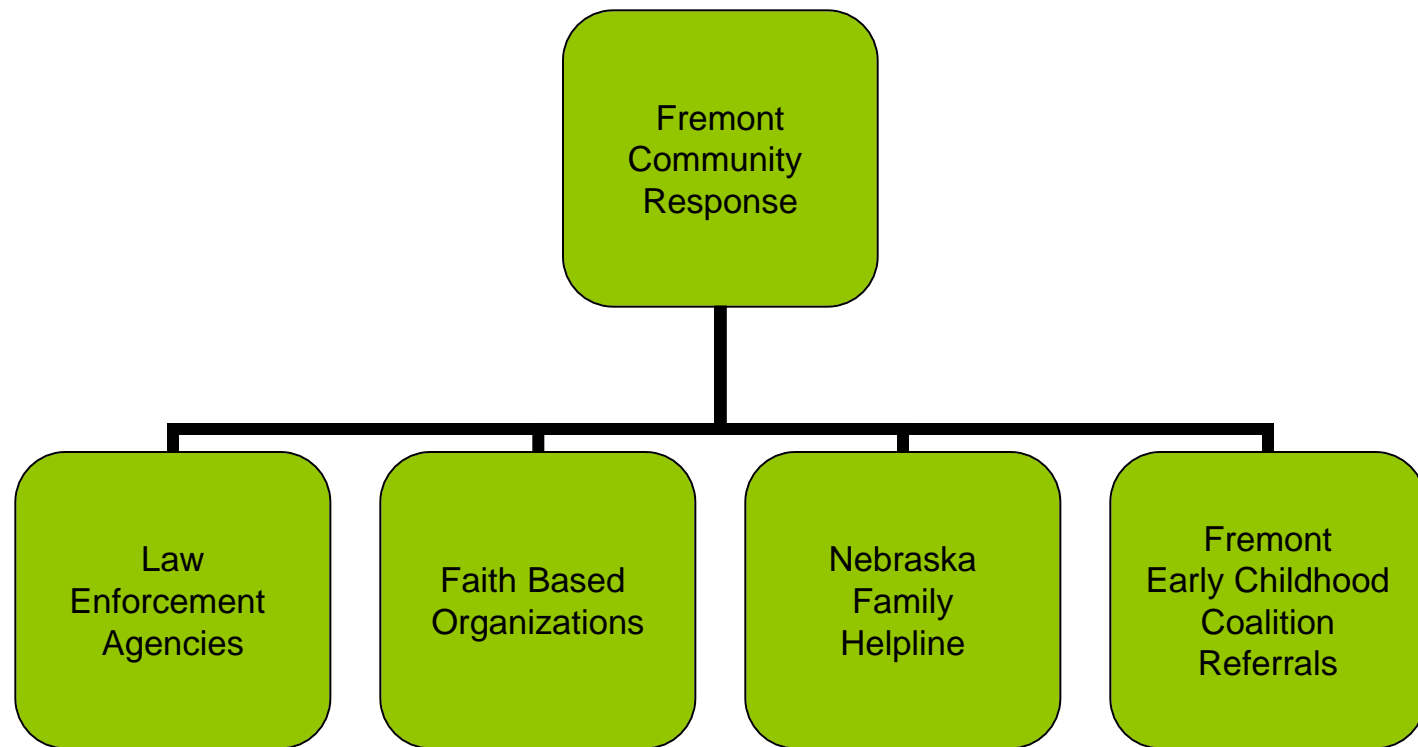 Fremont
Community
Response
Law
Enforcement
Agencies
Faith Based
Organizations
Nebraska
Family
Helpline
Fremont
Early Childhood
Coalition
Referrals